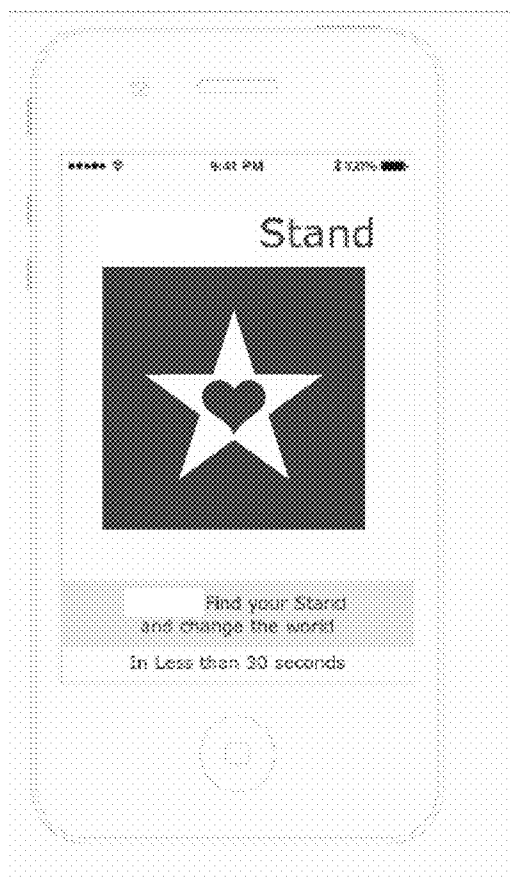 9:41 PM
Stand
Find your Stand
and change the world
In Less than 30 seconds